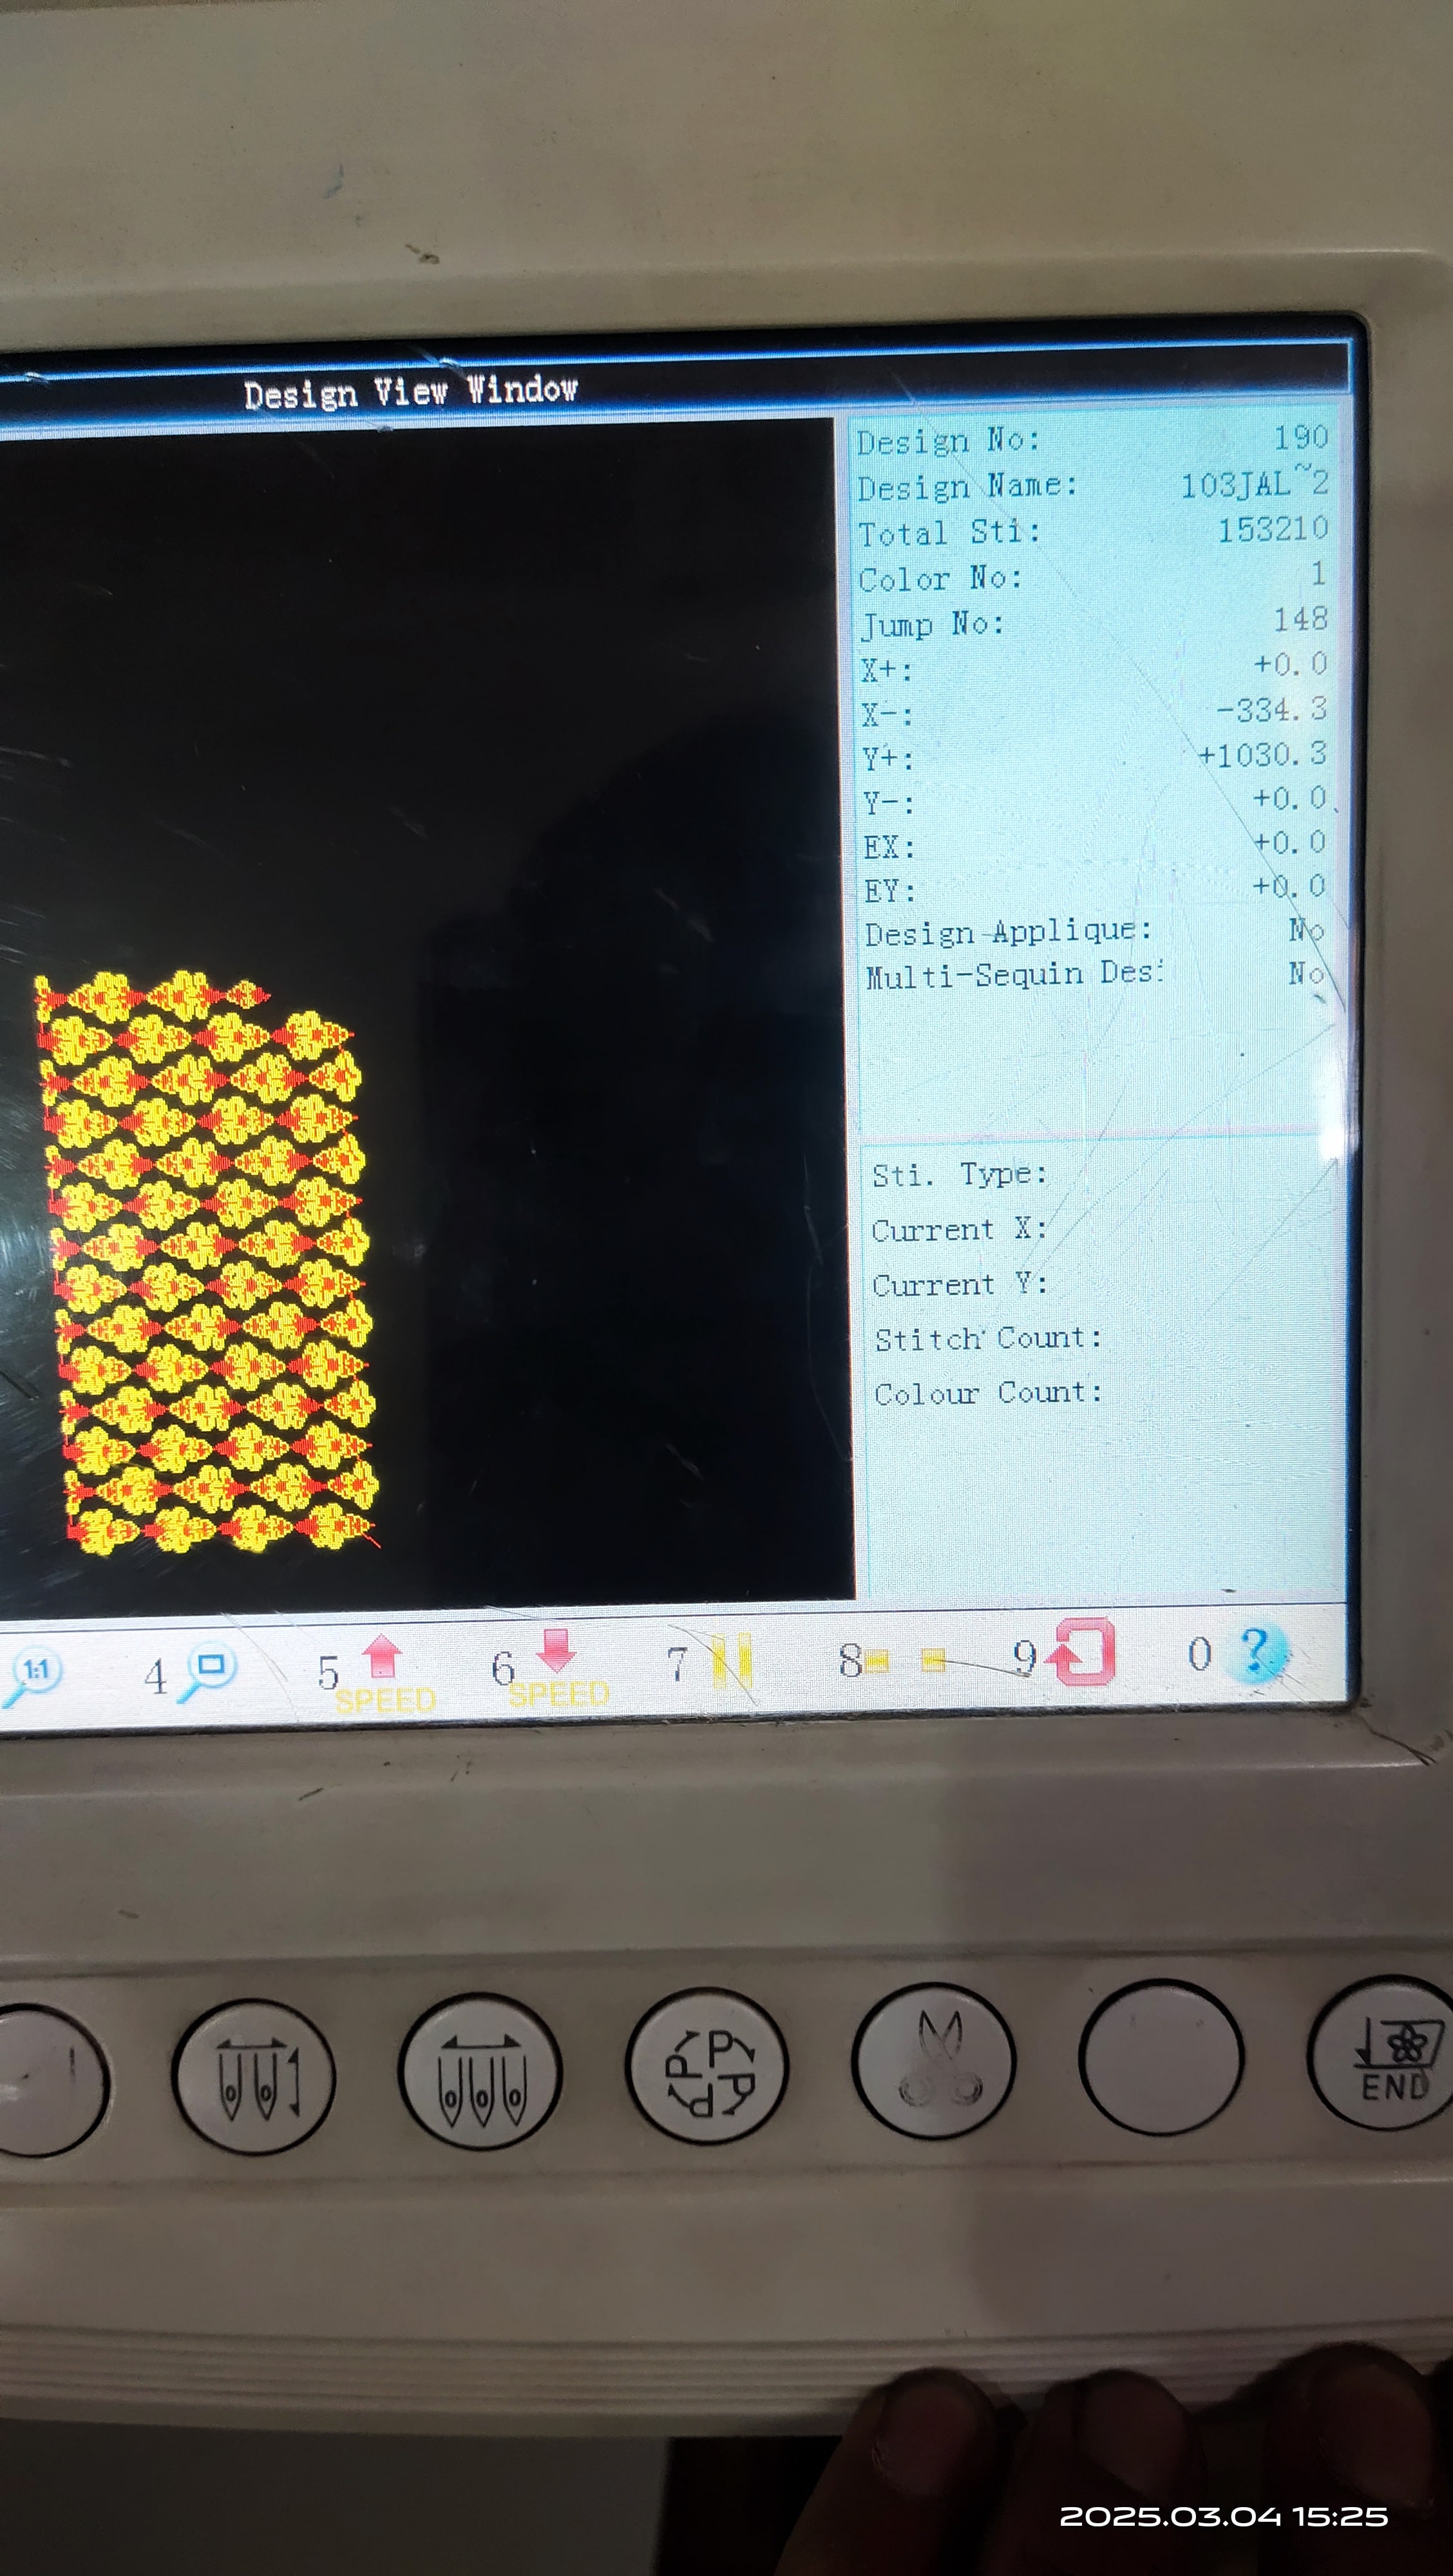 Design View Window
Design No: 190
Design Name: 103JAL~2
Total Sti: 153210
Color No: 1
Jump No: 148
X+: +0.0
X-: -334.3
Y+: +1030.3
Y-: +0.0
EX: +0.0
EY: +0.0
Design Applique: No
Multi-Sequin Des: No
Sti. Type:
Current X:
Current Y:
Stitch Count:
Colour Count:
1:1 4 5 SPEED 6 SPEED 7 8 9 0 ?
P P P P
END
2025.03.04 15:25